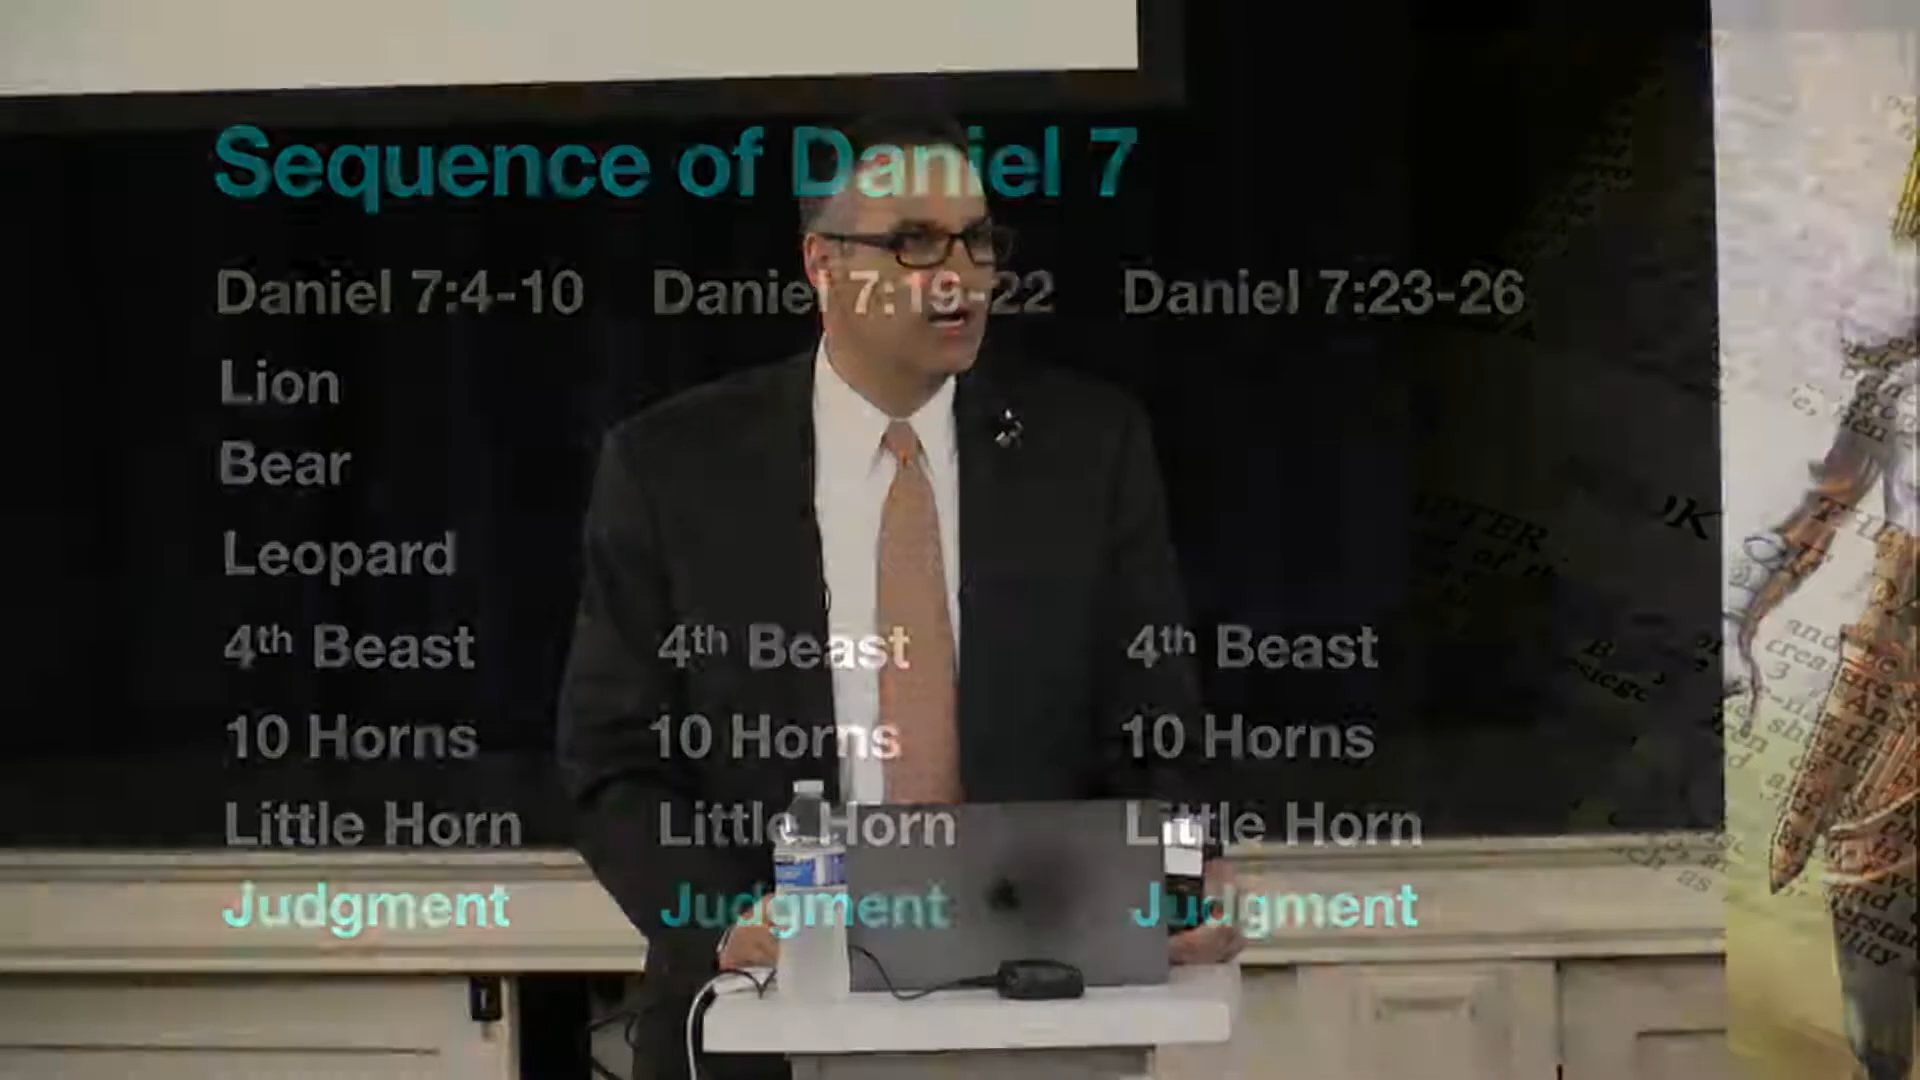 Sequence of Daniel 7
Daniel 7:4-10 Daniel 7:19-22 Daniel 7:23-26
Lion
Bear
Leopard
4th Beast 4th Beast 4th Beast
10 Horns 10 Horns 10 Horns
Little Horn Little Horn Little Horn
Judgment Judgment Judgment